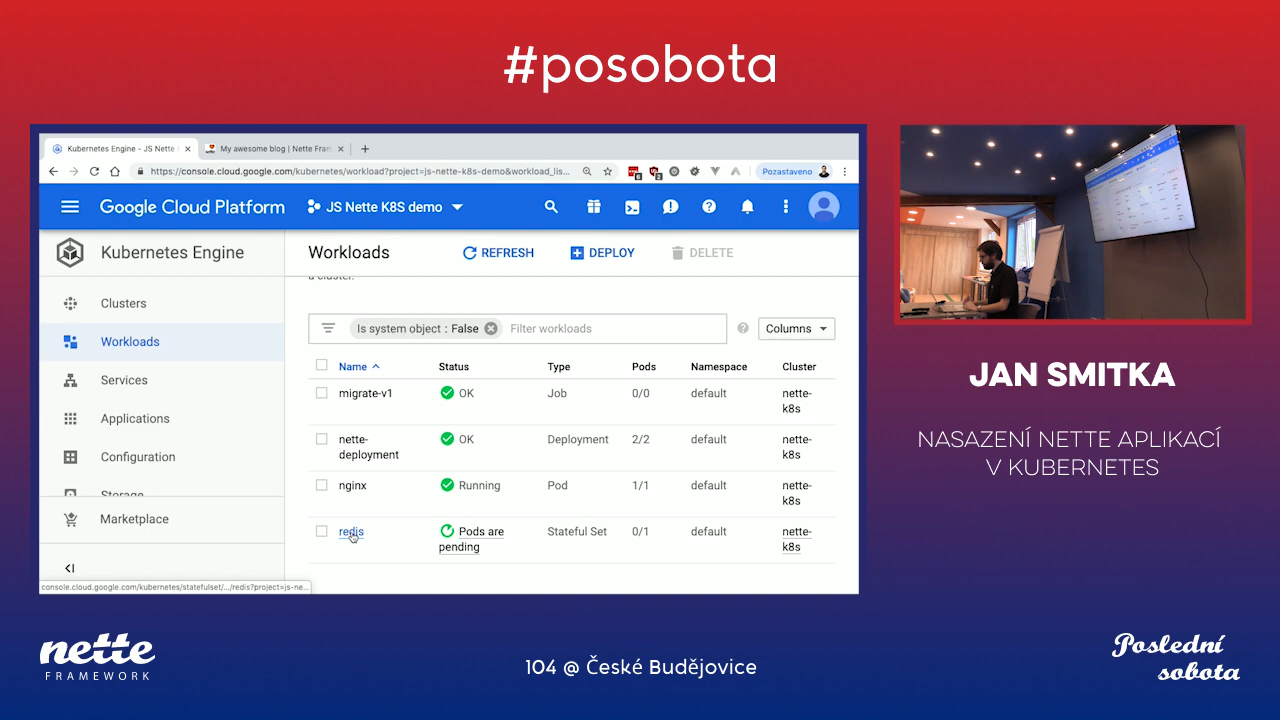 #posobota
Kubernetes Engine - JS Nette
My awesome blog | Nette Fram
https://console.cloud.google.com/kubernetes/workload?project=js-nette-k8s-demo&workload_lis...
Pozastaveno
Google Cloud Platform
JS Nette K8S demo
Kubernetes Engine
Workloads
REFRESH
DEPLOY
DELETE
a cluster.
Clusters
Workloads
Services
Applications
Configuration
Storage
Marketplace
Is system object : False
Filter workloads
Columns
Name Status Type Pods Namespace Cluster
migrate-v1 OK Job 0/0 default nette-
k8s
nette- OK Deployment 2/2 default nette-
deployment k8s
nginx Running Pod 1/1 default nette-
k8s
redis Pods are Stateful Set 0/1 default nette-
pending k8s
console.cloud.google.com/kubernetes/statefulset/.../redis?project=js-ne...
JAN SMITKA
NASAZENÍ NETTE APLIKACÍ
V KUBERNETES
nette
FRAMEWORK
104 @ České Budějovice
Poslední
sobota